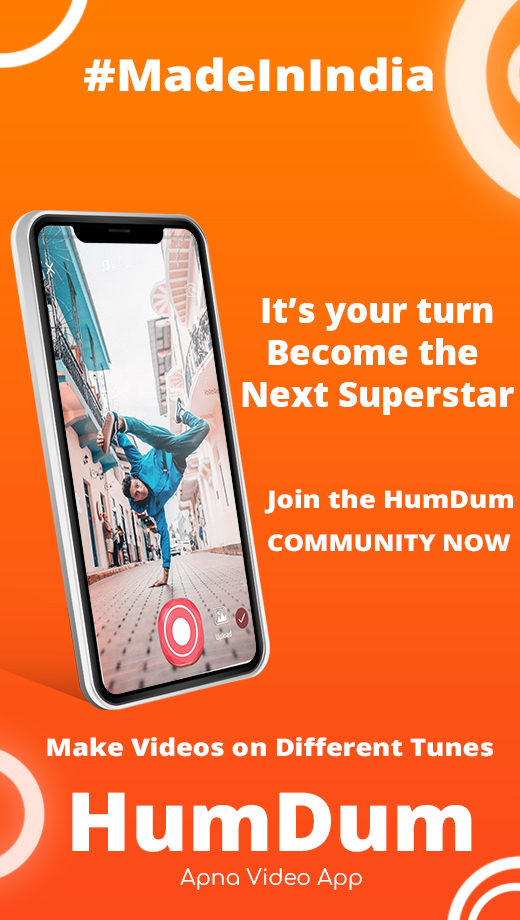 #MadeInIndia
It's your turn
Become the
Next Superstar
Join the HumDum
COMMUNITY NOW
Upload
Make Videos on Different Tunes
HumDum
Apna Video App